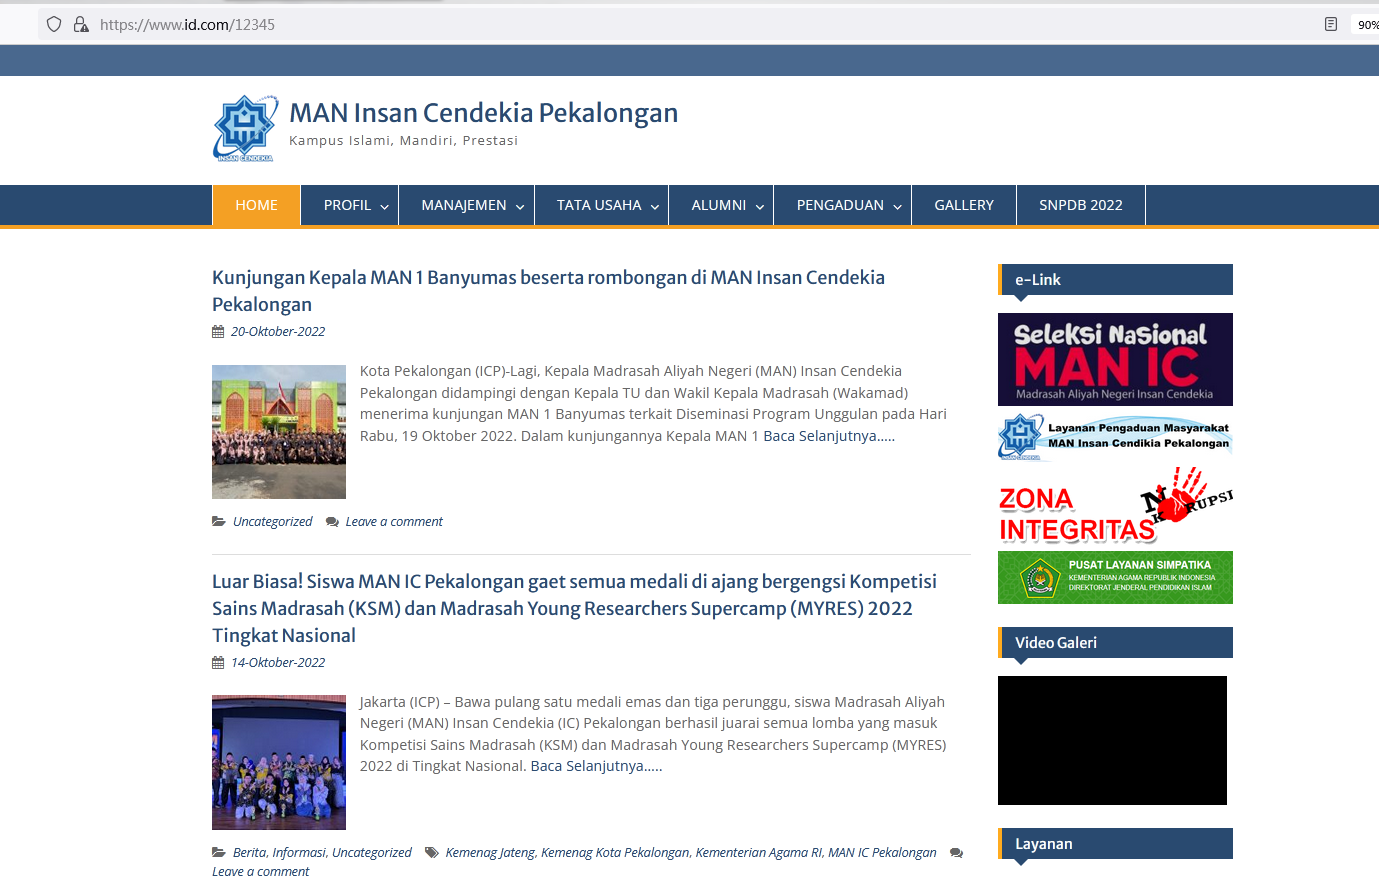 https://www.id.com/12345
90%
MAN Insan Cendekia Pekalongan
Kampus Islami, Mandiri, Prestasi
INSAN CENDEKIA
HOME
PROFIL
MANAJEMEN
TATA USAHA
ALUMNI
PENGADUAN
GALLERY
SNPDB 2022
Kunjungan Kepala MAN 1 Banyumas beserta rombongan di MAN Insan Cendekia
Pekalongan
20-Oktober-2022
Kota Pekalongan (ICP)-Lagi, Kepala Madrasah Aliyah Negeri (MAN) Insan Cendekia
Pekalongan didampingi dengan Kepala TU dan Wakil Kepala Madrasah (Wakamad)
menerima kunjungan MAN 1 Banyumas terkait Diseminasi Program Unggulan pada Hari
Rabu, 19 Oktober 2022. Dalam kunjungannya Kepala MAN 1 Baca Selanjutnya.....
Uncategorized
Leave a comment
Luar Biasa! Siswa MAN IC Pekalongan gaet semua medali di ajang bergengsi Kompetisi
Sains Madrasah (KSM) dan Madrasah Young Researchers Supercamp (MYRES) 2022
Tingkat Nasional
14-Oktober-2022
Jakarta (ICP) – Bawa pulang satu medali emas dan tiga perunggu, siswa Madrasah Aliyah
Negeri (MAN) Insan Cendekia (IC) Pekalongan berhasil juarai semua lomba yang masuk
Kompetisi Sains Madrasah (KSM) dan Madrasah Young Researchers Supercamp (MYRES)
2022 di Tingkat Nasional. Baca Selanjutnya.....
Berita, Informasi, Uncategorized
Kemenag Jateng, Kemenag Kota Pekalongan, Kementerian Agama RI, MAN IC Pekalongan
Leave a comment
e-Link
Seleksi Nasional
MAN IC
Madrasah Aliyah Negeri Insan Cendekia
Layanan Pengaduan Masyarakat
MAN Insan Cendikia Pekalongan
INSAN CENDEKIA
ZONA
INTEGRITAS
NO KORUPSI
PUSAT LAYANAN SIMPATIKA
KEMENTERIAN AGAMA REPUBLIK INDONESIA
DIREKTORAT JENDERAL PENDIDIKAN ISLAM
Video Galeri
Layanan